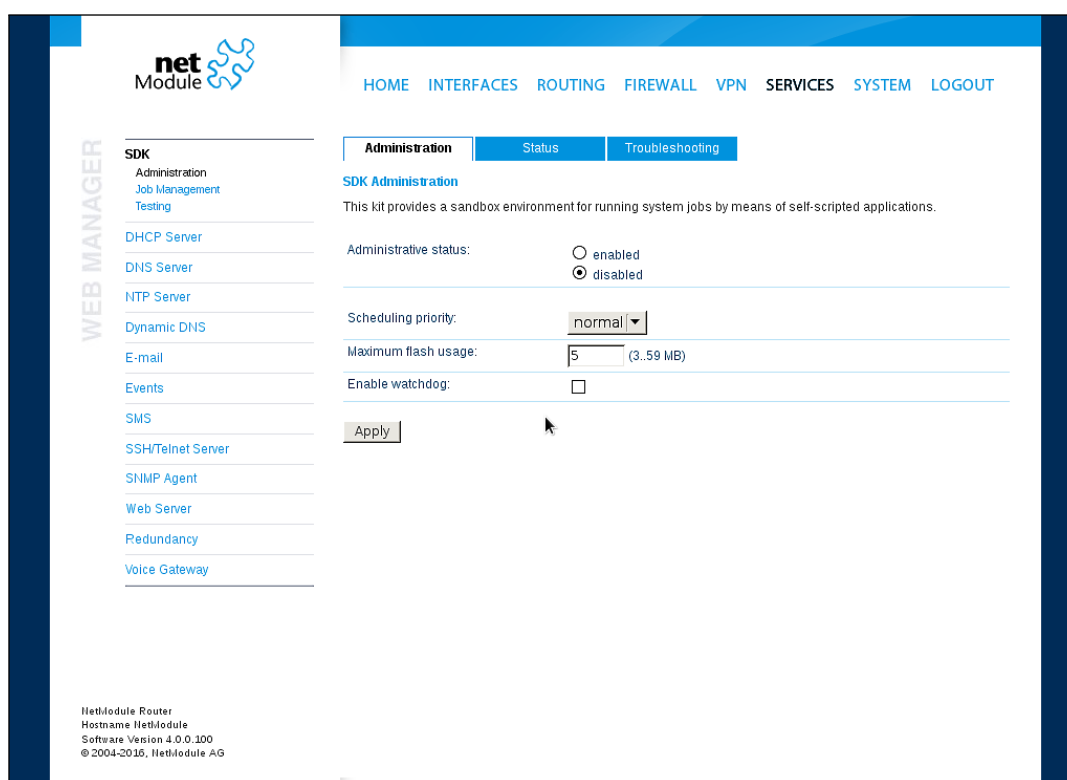 net
Module
HOME INTERFACES ROUTING FIREWALL VPN SERVICES SYSTEM LOGOUT
WEB MANAGER
SDK
Administration
Job Management
Testing
DHCP Server
DNS Server
NTP Server
Dynamic DNS
E-mail
Events
SMS
SSH/Telnet Server
SNMP Agent
Web Server
Redundancy
Voice Gateway
Administration Status Troubleshooting
SDK Administration
This kit provides a sandbox environment for running system jobs by means of self-scripted applications.
Administrative status:
enabled
disabled
Scheduling priority: normal
Maximum flash usage: 5 (3..59 MB)
Enable watchdog:
Apply
NetModule Router
Hostname NetModule
Software Version 4.0.0.100
© 2004-2016, NetModule AG